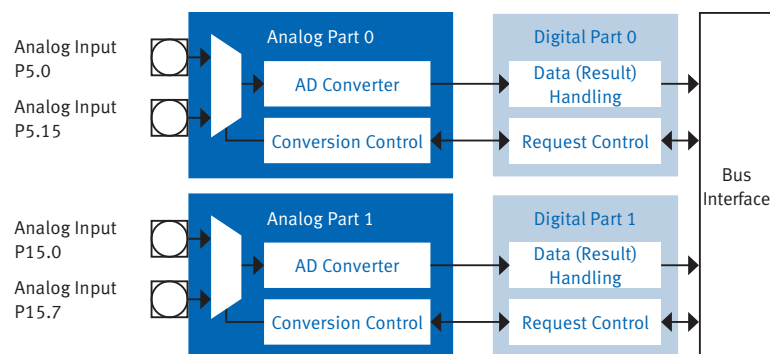 Analog Part 0
Digital Part 0
Analog Input
P5.0
AD Converter
Data (Result)
Handling
Analog Input
P5.15
Conversion Control
Request Control
Bus
Interface
Analog Part 1
Digital Part 1
Analog Input
P15.0
AD Converter
Data (Result)
Handling
Analog Input
P15.7
Conversion Control
Request Control